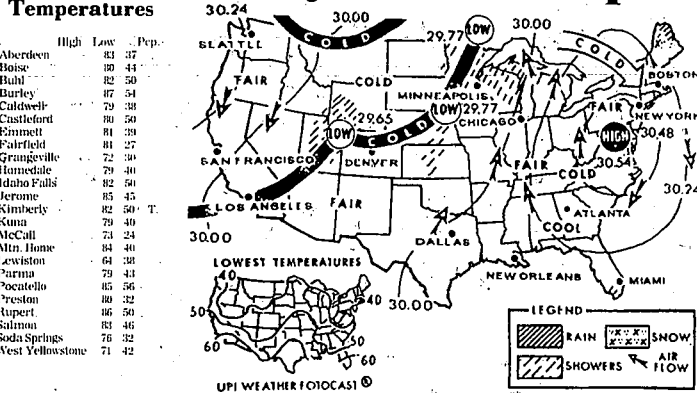 Temperatures
High Low Pcp.
Aberdeen 83 37
Boise 80 44
Buhl 82 50
Burley 87 54
Caldwell 79 38
Castleford 80 50
Emmett 81 39
Fairfield 81 27
Grangeville 72 30
Homedale 79 40
Idaho Falls 82 50
Jerome 85 45
Kimberly 82 50 T.
Kuna 79 40
McCall 73 24
Mtn. Home 84 40
Lewiston 64 38
Parma 79 43
Pocatello 85 56
Preston 80 32
Rupert 86 50
Salmon 83 46
Soda Springs 76 32
West Yellowstone 71 42
30.24
30.00
30.00
SEATTLE
COLD
29.77
LOW
COLD
BOSTON
FAIR
COLD
MINNEAPOLIS
LOW
29.77
CHICAGO
FAIR
NEW YORK
HIGH
30.48
30.54
29.65
LOW
COLD
SAN FRANCISCO
DENVER
FAIR
COLD
30.24
LOS ANGELES
FAIR
ATLANTA
COOL
30.00
DALLAS
NEW ORLEANS
MIAMI
30.00
LOWEST TEMPERATURES
40
40
50
50
60
60
UPI WEATHER FOTOCAST ®
LEGEND
RAIN
SNOW
SHOWERS
AIR FLOW